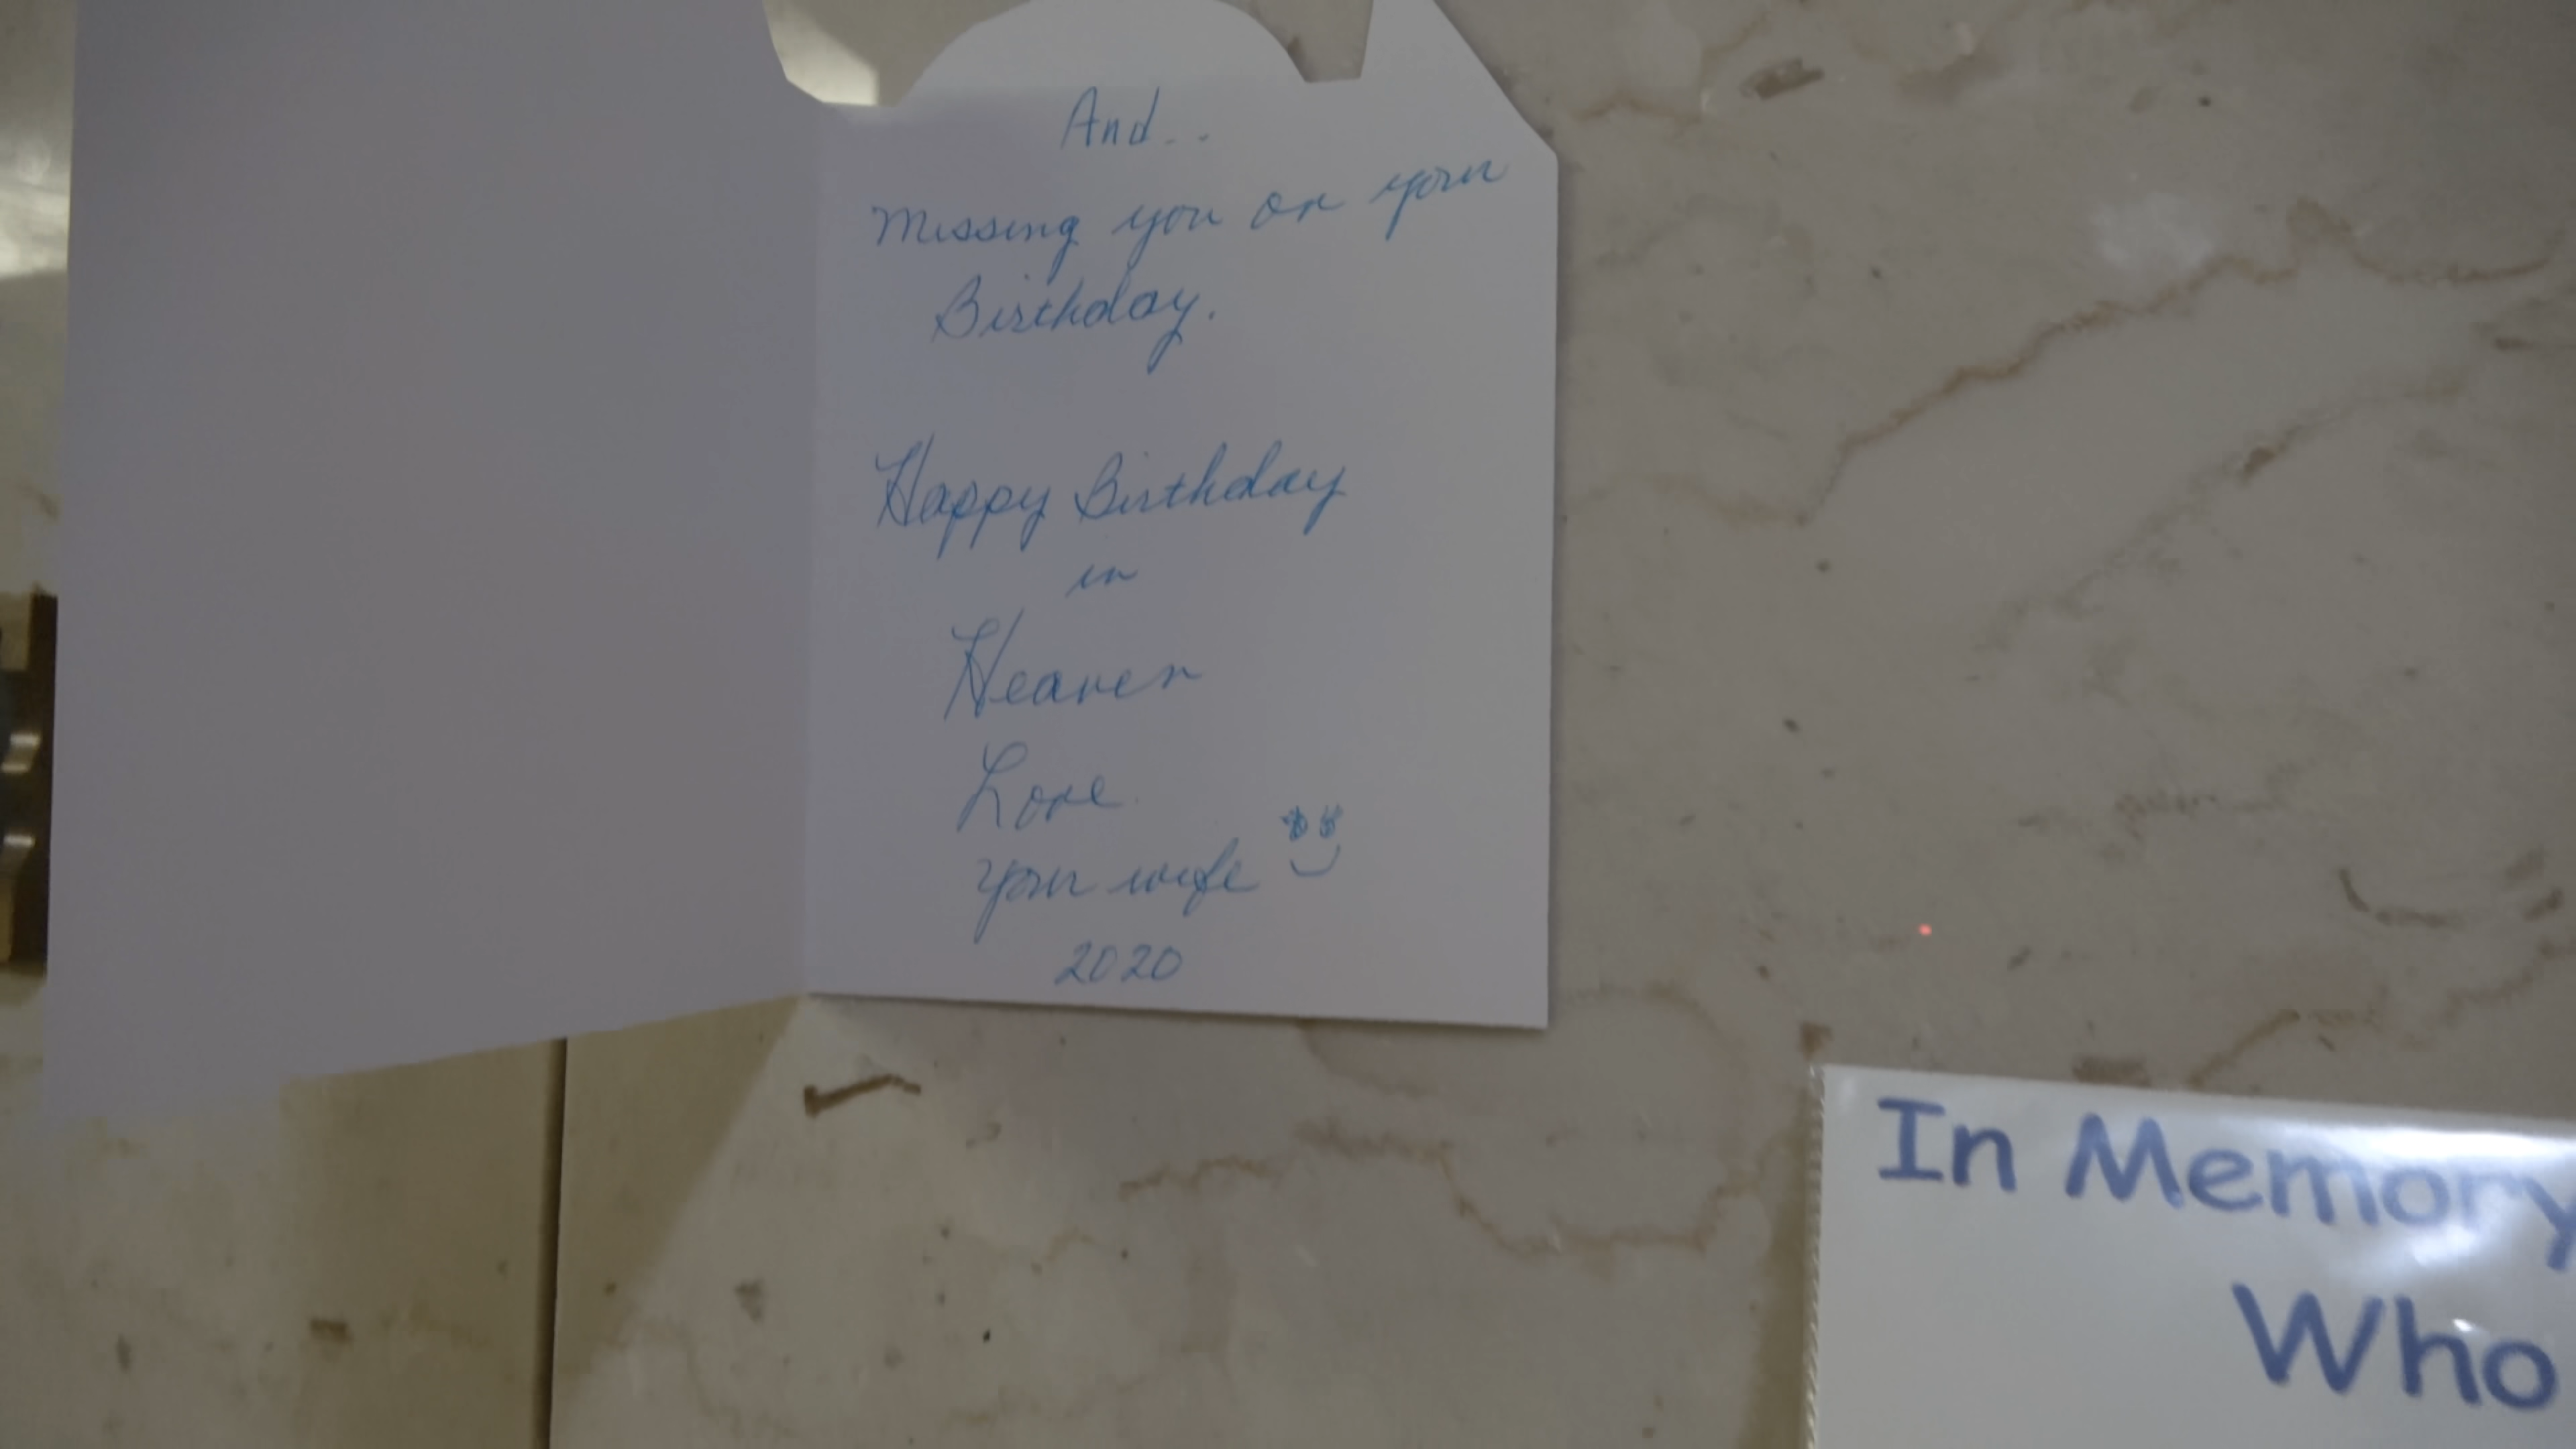 And..
Missing you on your
Birthday.
Happy Birthday
in
Heaven
Love
your wife
2020
In Memory
Who